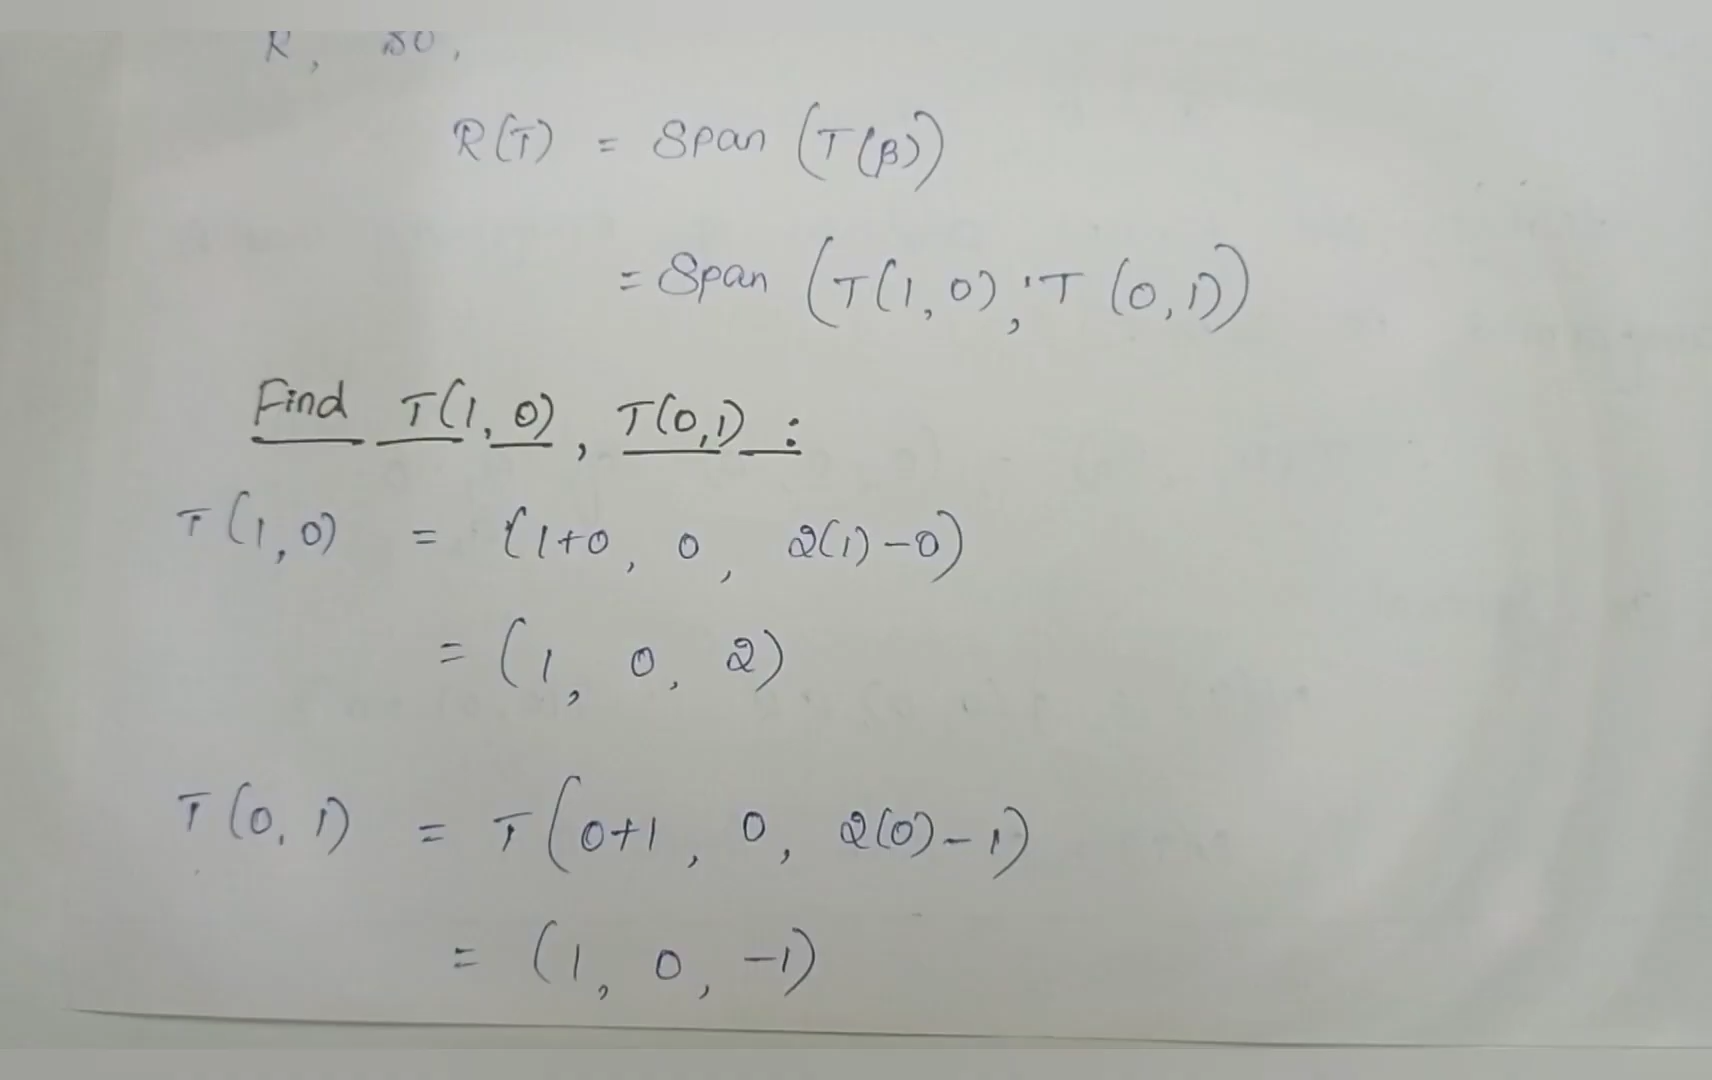 R, so,
R(T) = Span (T(β))
= Span (T(1, 0), T (0, 1))
Find T(1, 0), T(0,1) :
T(1, 0) = (1+0, 0, 2(1) - 0)
= (1, 0, 2)
T(0, 1) = T(0+1, 0, 2(0) - 1)
= (1, 0, -1)